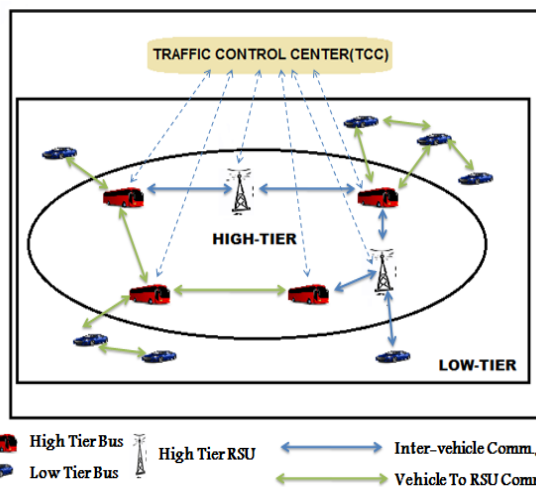 TRAFFIC CONTROL CENTER(TCC)
HIGH-TIER
LOW-TIER
High Tier Bus
High Tier RSU
Inter-vehicle Comm.,
Low Tier Bus
Vehicle To RSU Comm